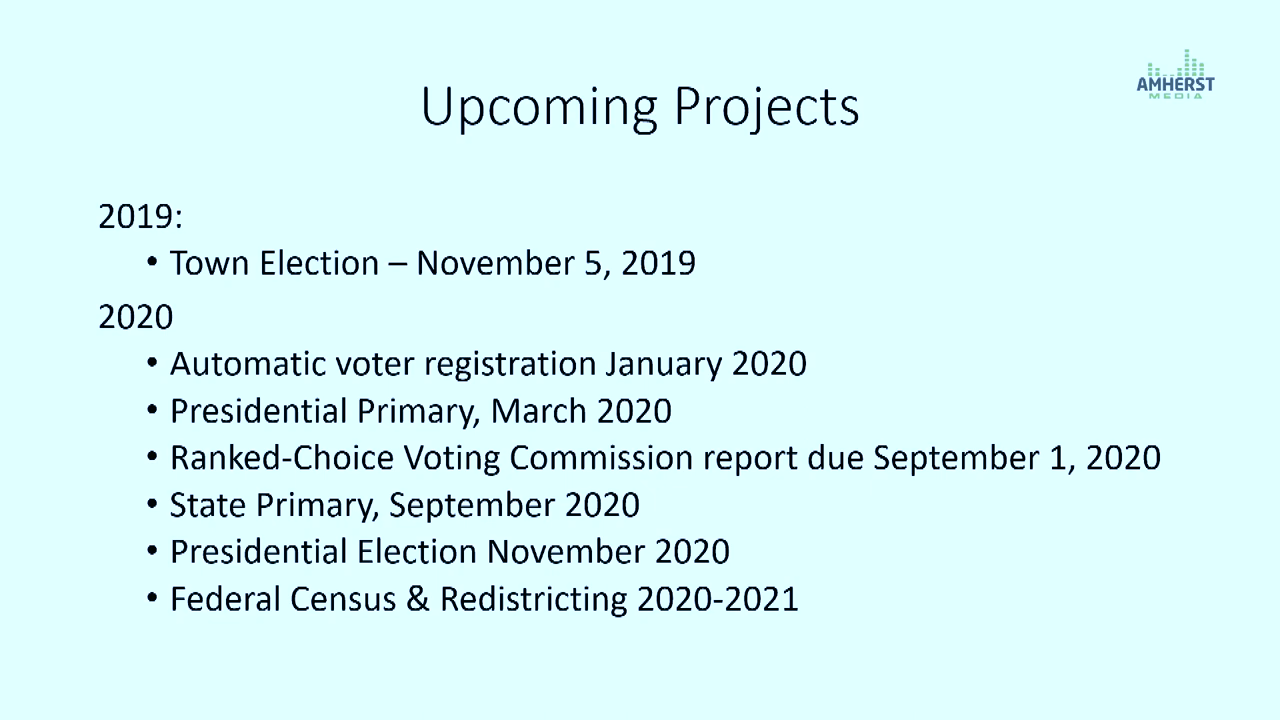 AMHERST
MEDIA
Upcoming Projects
2019:
• Town Election – November 5, 2019
2020
• Automatic voter registration January 2020
• Presidential Primary, March 2020
• Ranked-Choice Voting Commission report due September 1, 2020
• State Primary, September 2020
• Presidential Election November 2020
• Federal Census & Redistricting 2020-2021